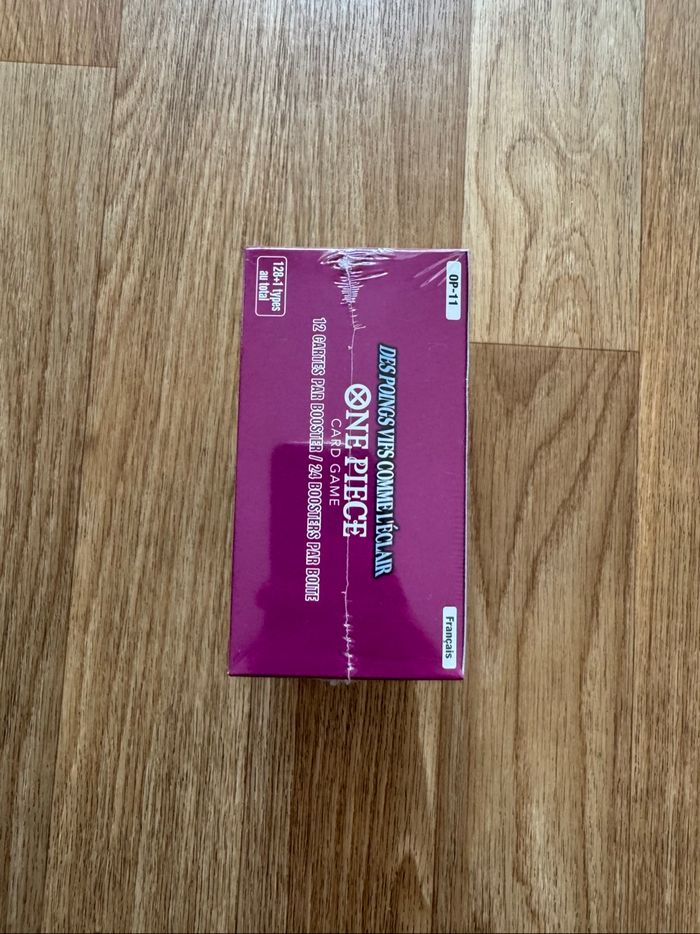 OP-11
Français
DES POINGS VIFS COMME L'ÉCLAIR
ONE PIECE
CARD GAME
12 CARTES PAR BOOSTER / 24 BOOSTERS PAR BOITE
128+1 types
au total